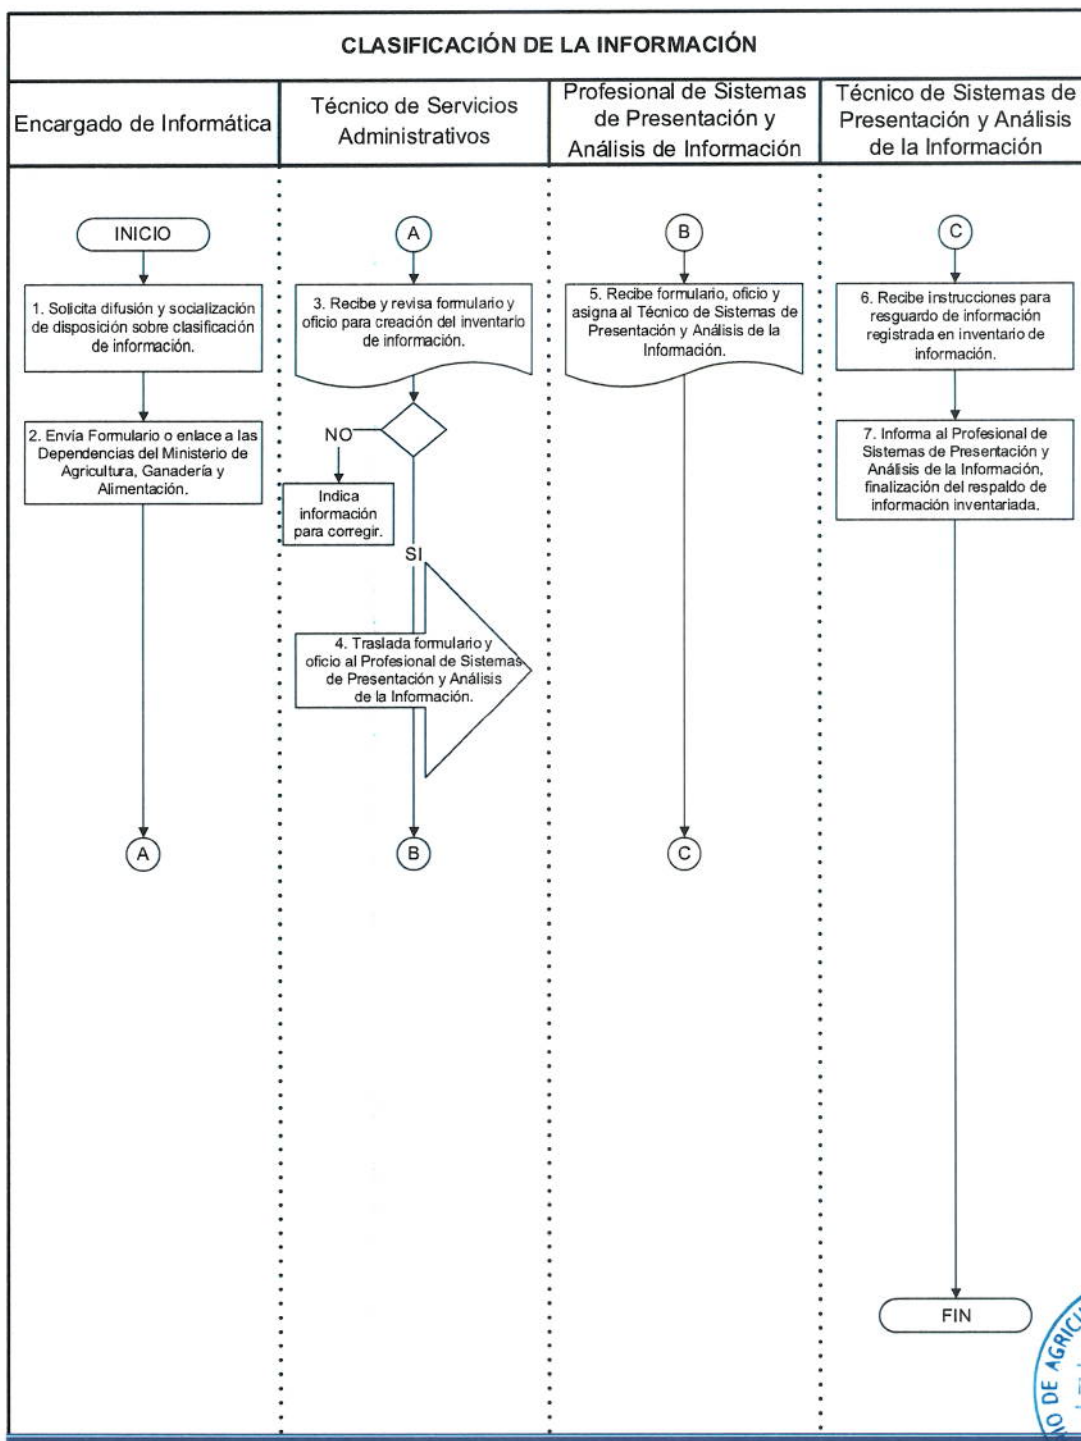 CLASIFICACIÓN DE LA INFORMACIÓN
Encargado de Informática
Técnico de Servicios
Administrativos
Profesional de Sistemas
de Presentación y
Análisis de Información
Técnico de Sistemas de
Presentación y Análisis
de la Información
INICIO
1. Solicita difusión y socialización
de disposición sobre clasificación
de información.
2. Envía Formulario o enlace a las
Dependencias del Ministerio de
Agricultura, Ganadería y
Alimentación.
A
A
3. Recibe y revisa formulario y
oficio para creación del inventario
de información.
NO
Indica
información
para corregir.
SI
4. Traslada formulario y
oficio al Profesional de Sistemas
de Presentación y Análisis
de la Información.
B
B
5. Recibe formulario, oficio y
asigna al Técnico de Sistemas de
Presentación y Análisis de la
Información.
C
C
6. Recibe instrucciones para
resguardo de información
registrada en inventario de
información.
7. Informa al Profesional de
Sistemas de Presentación y
Análisis de la Información,
finalización del respaldo de
información inventariada.
FIN
DE